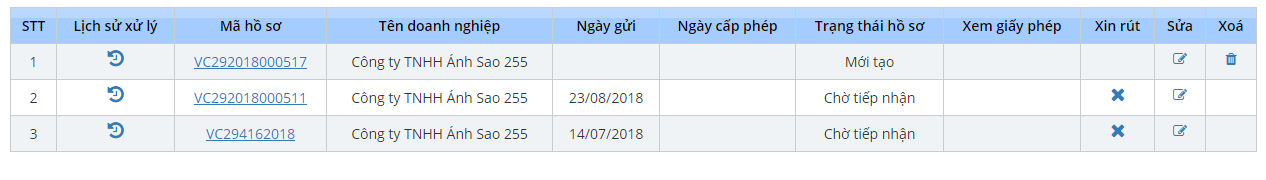 STT Lịch sử xử lý Mã hồ sơ Tên doanh nghiệp Ngày gửi Ngày cấp phép Trạng thái hồ sơ Xem giấy phép Xin rút Sửa Xoá
1 VC292018000517 Công ty TNHH Ánh Sao 255 Mới tạo
2 VC292018000511 Công ty TNHH Ánh Sao 255 23/08/2018 Chờ tiếp nhận
3 VC294162018 Công ty TNHH Ánh Sao 255 14/07/2018 Chờ tiếp nhận